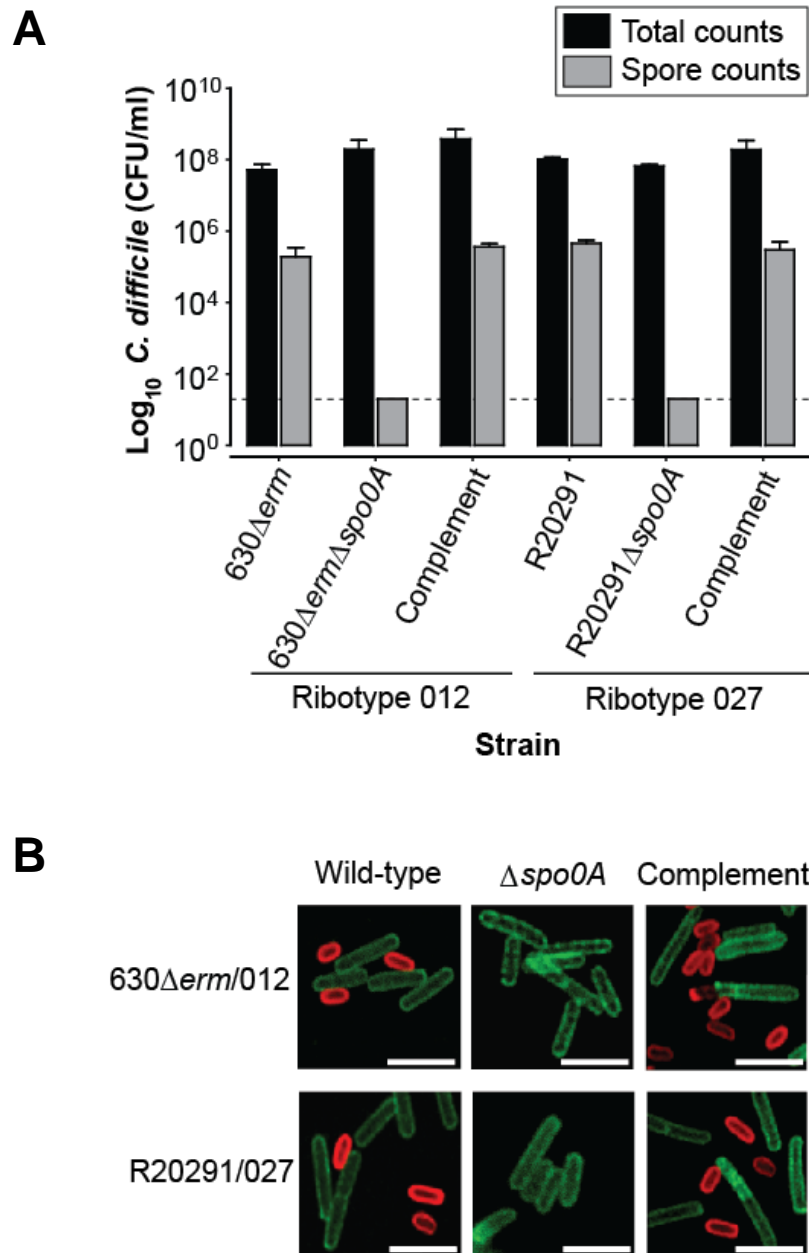 A
Total counts
Spore counts
Log10 C. difficile (CFU/ml)
10^10
10^8
10^6
10^4
10^2
10^0
630Δerm
630ΔermΔspo0A
Complement
R20291
R20291Δspo0A
Complement
Ribotype 012
Ribotype 027
Strain
B
Wild-type
Δspo0A
Complement
630Δerm/012
R20291/027